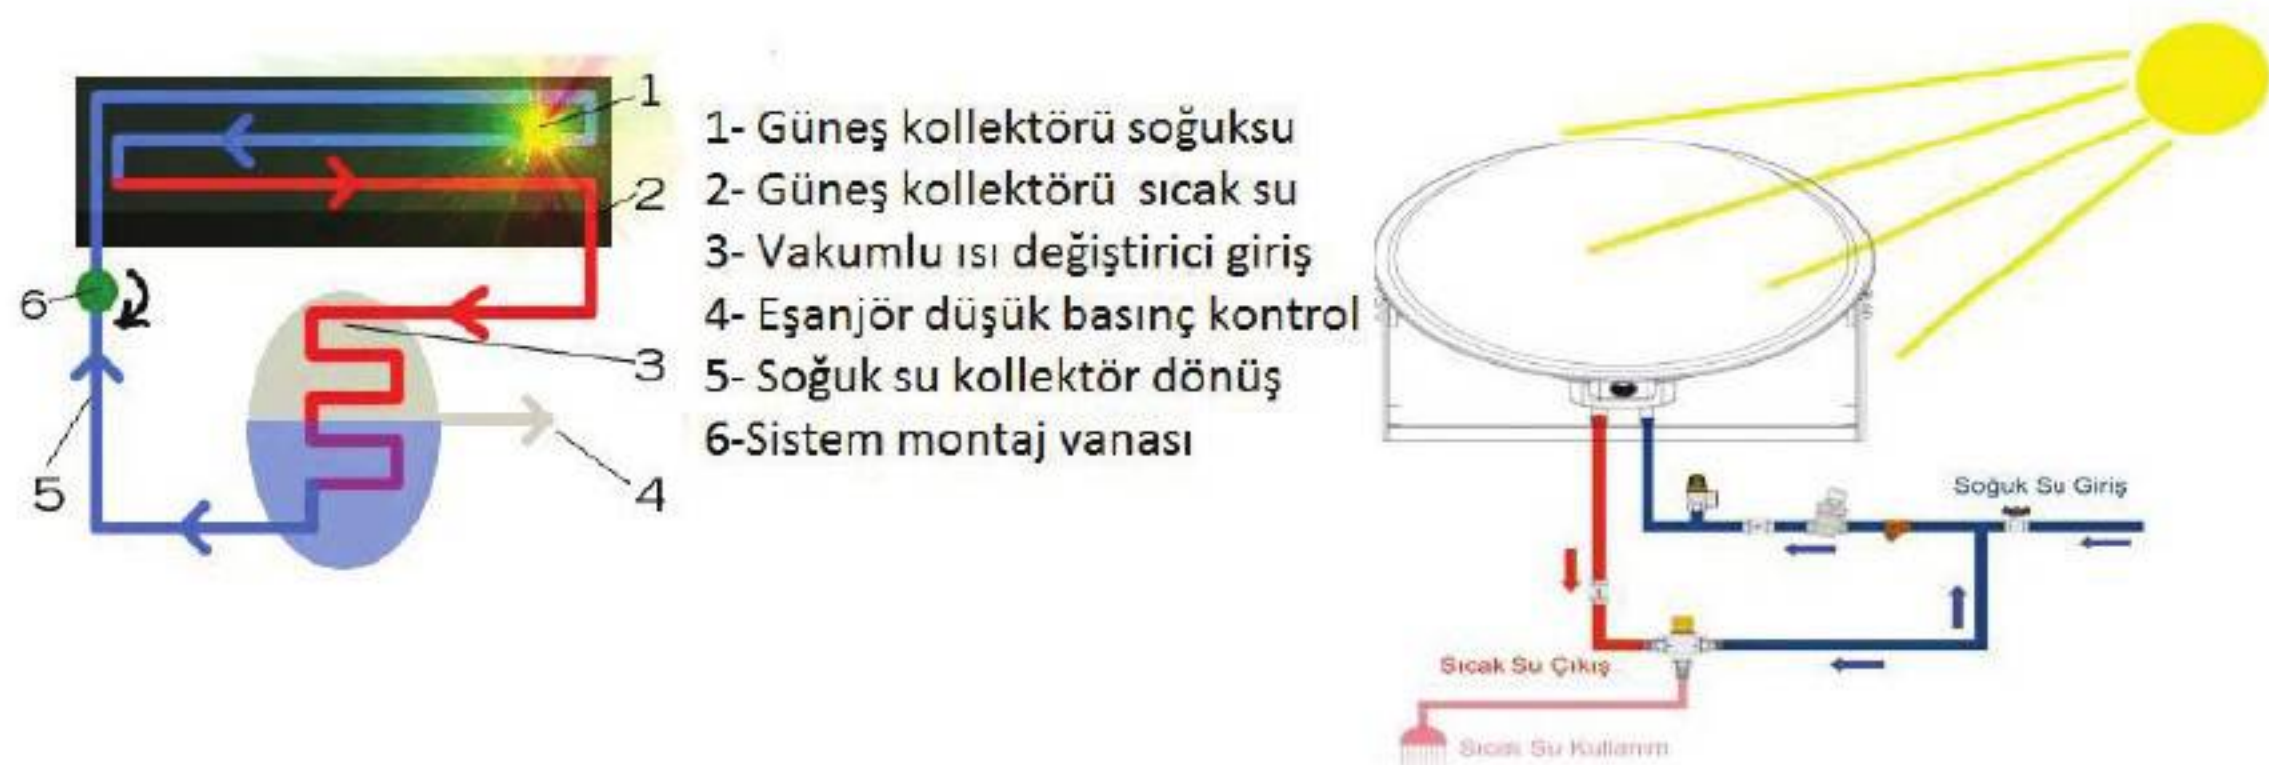 1
2
3
4
5
6
1- Güneş kollektörü soğuksu
2- Güneş kollektörü sıcak su
3- Vakumlu ısı değiştirici giriş
4- Eşanjör düşük basınç kontrol
5- Soğuk su kollektör dönüş
6-Sistem montaj vanası
Soğuk Su Giriş
Sıcak Su Çıkış
Sıcak Su Kullanım